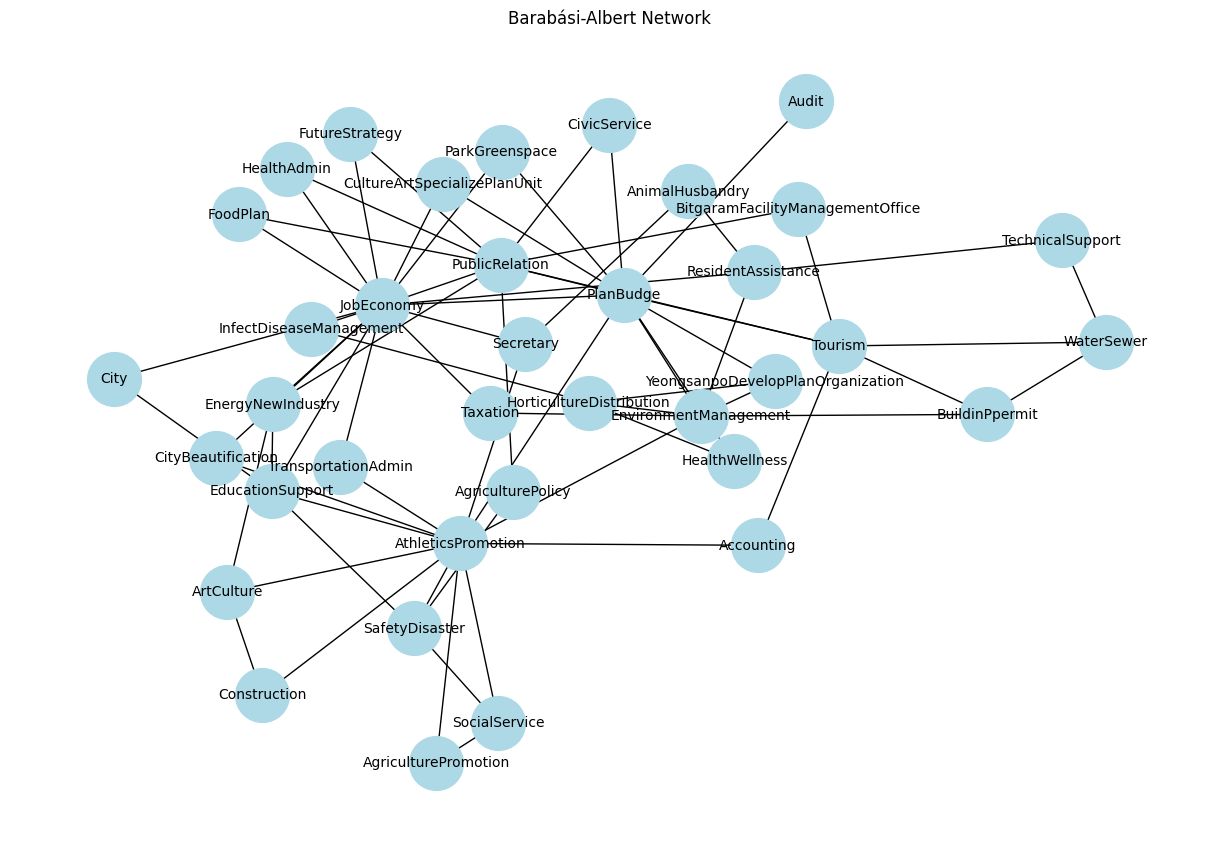 Barabási-Albert Network
Audit
CivicService
FutureStrategy
ParkGreenspace
HealthAdmin
CultureArtSpecializePlanUnit
AnimalHusbandry
BitgaramFacilityManagementOffice
FoodPlan
TechnicalSupport
PublicRelation
ResidentAssistance
PlanBudge
JobEconomy
InfectDiseaseManagement
Secretary
Tourism
WaterSewer
City
YeongsanpoDevelopPlanOrganization
EnergyNewIndustry
HorticultureDistribution
Taxation
EnvironmentManagement
BuildinPpermit
CityBeautification
TransportationAdmin
HealthWellness
EducationSupport
AgriculturePolicy
AthleticsPromotion
Accounting
ArtCulture
SafetyDisaster
Construction
SocialService
AgriculturePromotion